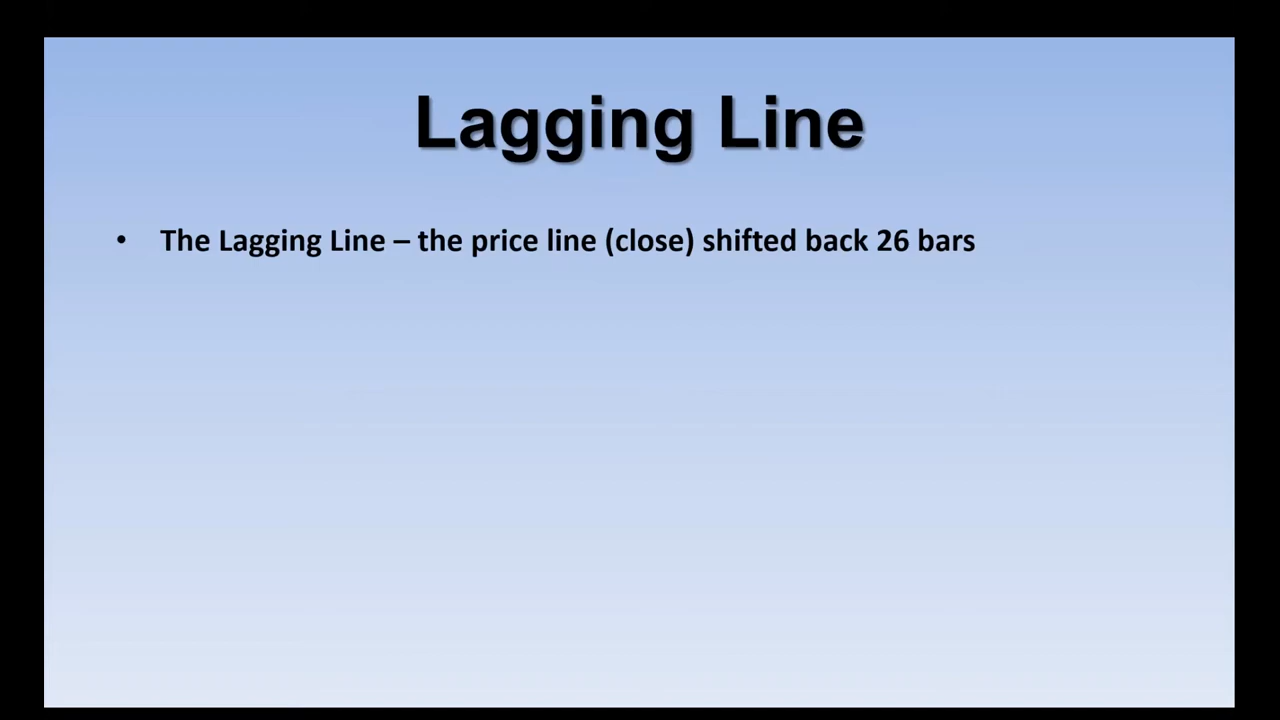 Lagging Line
• The Lagging Line – the price line (close) shifted back 26 bars